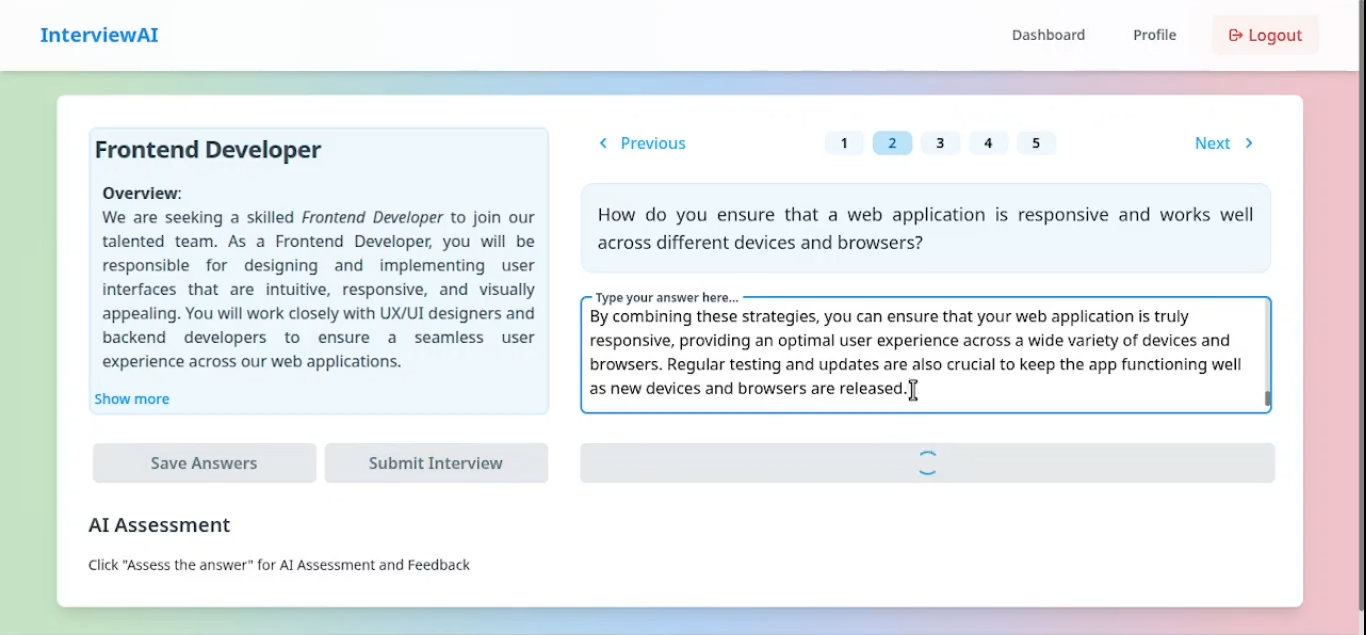 InterviewAI
Dashboard
Profile
Logout
Frontend Developer
Overview:
We are seeking a skilled Frontend Developer to join our
talented team. As a Frontend Developer, you will be
responsible for designing and implementing user
interfaces that are intuitive, responsive, and visually
appealing. You will work closely with UX/UI designers and
backend developers to ensure a seamless user
experience across our web applications.
Show more
Save Answers
Submit Interview
Previous
1
2
3
4
5
Next
How do you ensure that a web application is responsive and works well
across different devices and browsers?
Type your answer here...
By combining these strategies, you can ensure that your web application is truly
responsive, providing an optimal user experience across a wide variety of devices and
browsers. Regular testing and updates are also crucial to keep the app functioning well
as new devices and browsers are released.
AI Assessment
Click "Assess the answer" for AI Assessment and Feedback